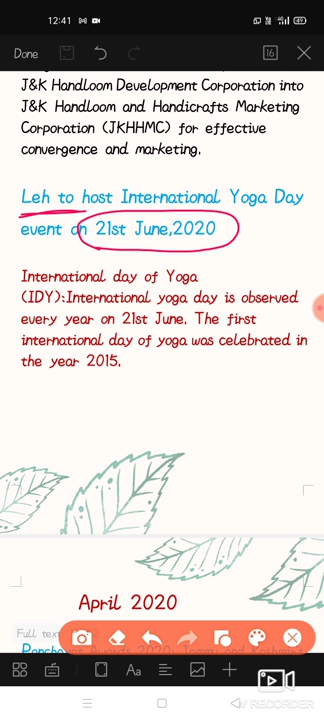 12:41
49
Done
16
J&K Handloom Development Corporation into
J&K Handloom and Handicrafts Marketing
Corporation (JKHHMC) for effective
convergence and marketing.
Leh to host International Yoga Day
event on 21st June,2020
International day of Yoga
(IDY):International yoga day is observed
every year on 21st June. The first
international day of yoga was celebrated in
the year 2015.
April 2020
Full text
Aa
RECORDER